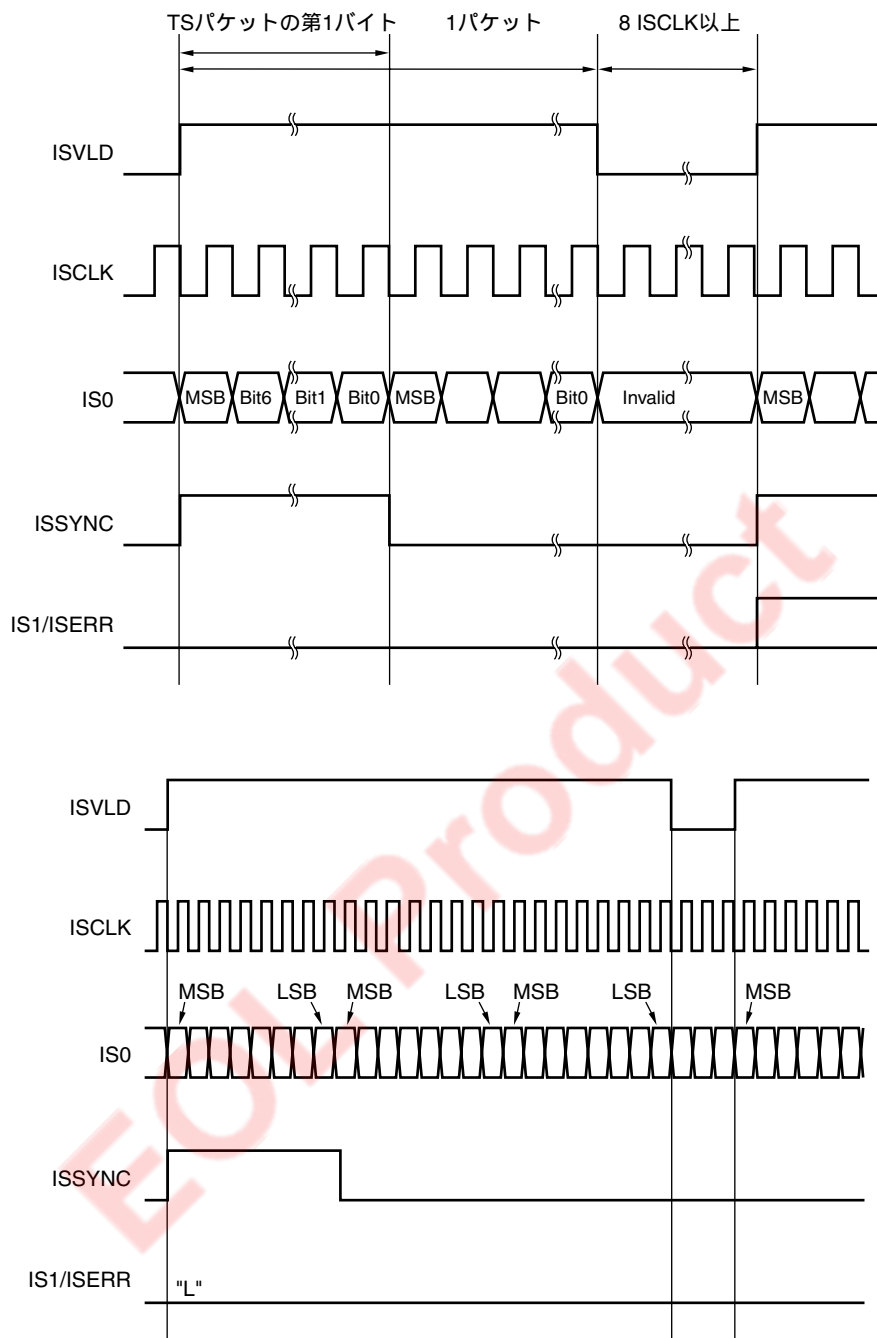 TSパケットの第1バイト 1パケット 8 ISCLK以上
ISVLD
ISCLK
IS0 MSB Bit6 Bit1 Bit0 MSB Bit0 Invalid MSB
ISSYNC
IS1/ISERR
ISVLD
ISCLK
MSB LSB MSB LSB MSB LSB MSB
IS0
ISSYNC
IS1/ISERR "L"
EOL Product